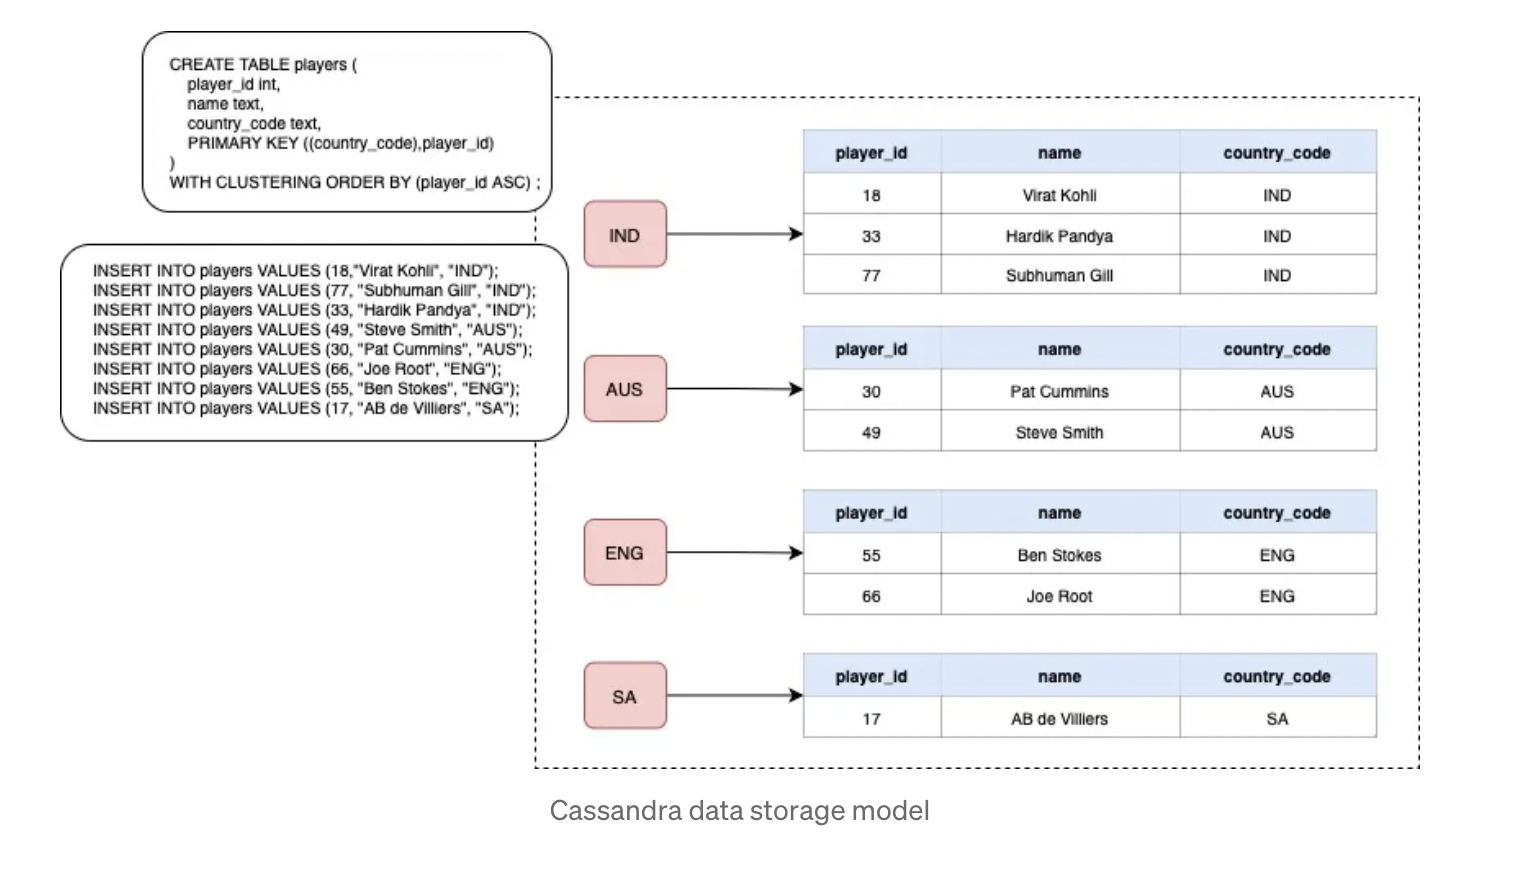 CREATE TABLE players (
player_id int,
name text,
country_code text,
PRIMARY KEY ((country_code),player_id)
)
WITH CLUSTERING ORDER BY (player_id ASC) ;
INSERT INTO players VALUES (18,"Virat Kohli", "IND");
INSERT INTO players VALUES (77, "Subhuman Gill", "IND");
INSERT INTO players VALUES (33, "Hardik Pandya", "IND");
INSERT INTO players VALUES (49, "Steve Smith", "AUS");
INSERT INTO players VALUES (30, "Pat Cummins", "AUS");
INSERT INTO players VALUES (66, "Joe Root", "ENG");
INSERT INTO players VALUES (55, "Ben Stokes", "ENG");
INSERT INTO players VALUES (17, "AB de Villiers", "SA");
IND
player_id name country_code
18 Virat Kohli IND
33 Hardik Pandya IND
77 Subhuman Gill IND
AUS
player_id name country_code
30 Pat Cummins AUS
49 Steve Smith AUS
ENG
player_id name country_code
55 Ben Stokes ENG
66 Joe Root ENG
SA
player_id name country_code
17 AB de Villiers SA
Cassandra data storage model